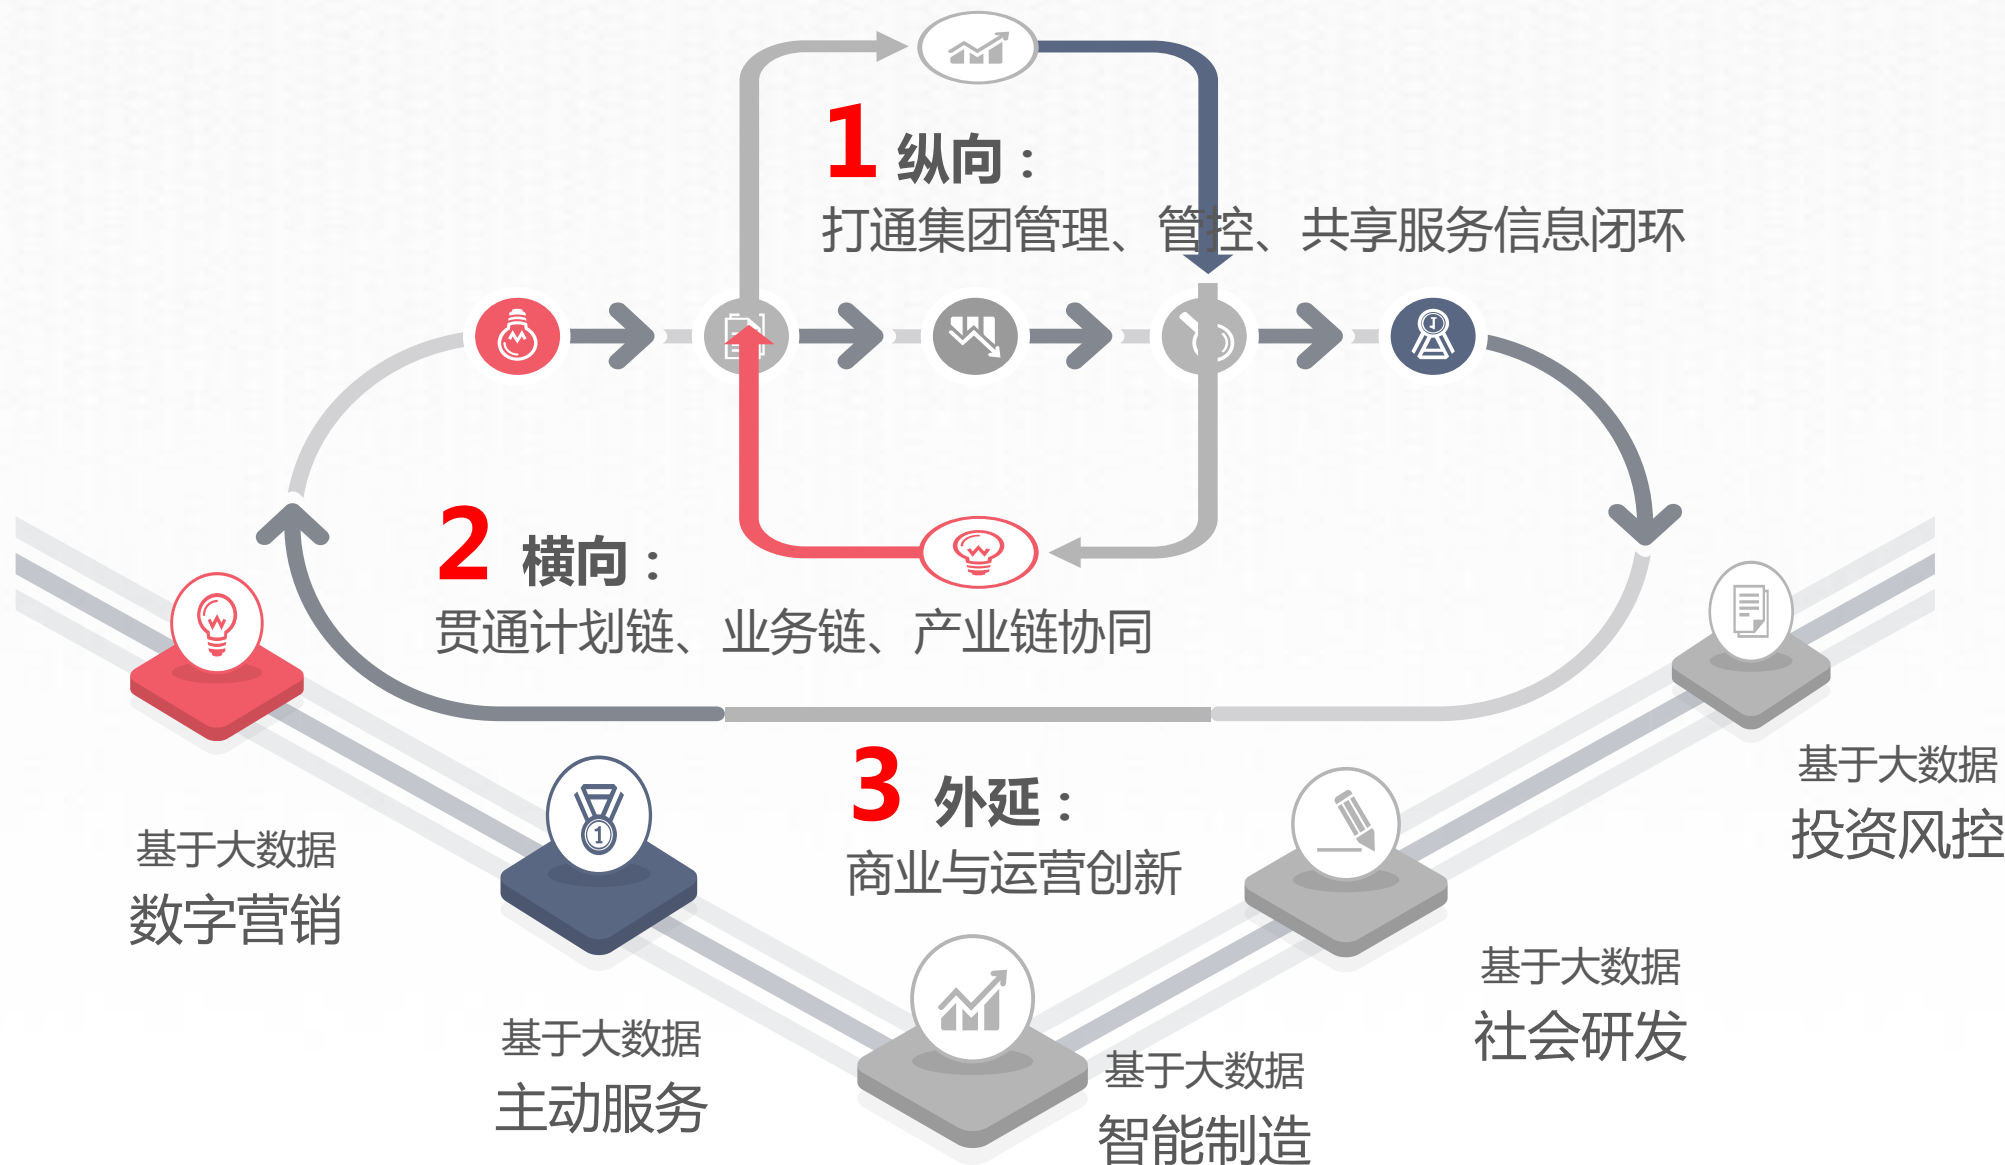 1 纵向：
打通集团管理、管控、共享服务信息闭环
2 横向：
贯通计划链、业务链、产业链协同
3 外延：
商业与运营创新
基于大数据
数字营销
基于大数据
主动服务
基于大数据
智能制造
基于大数据
社会研发
基于大数据
投资风控
1
1